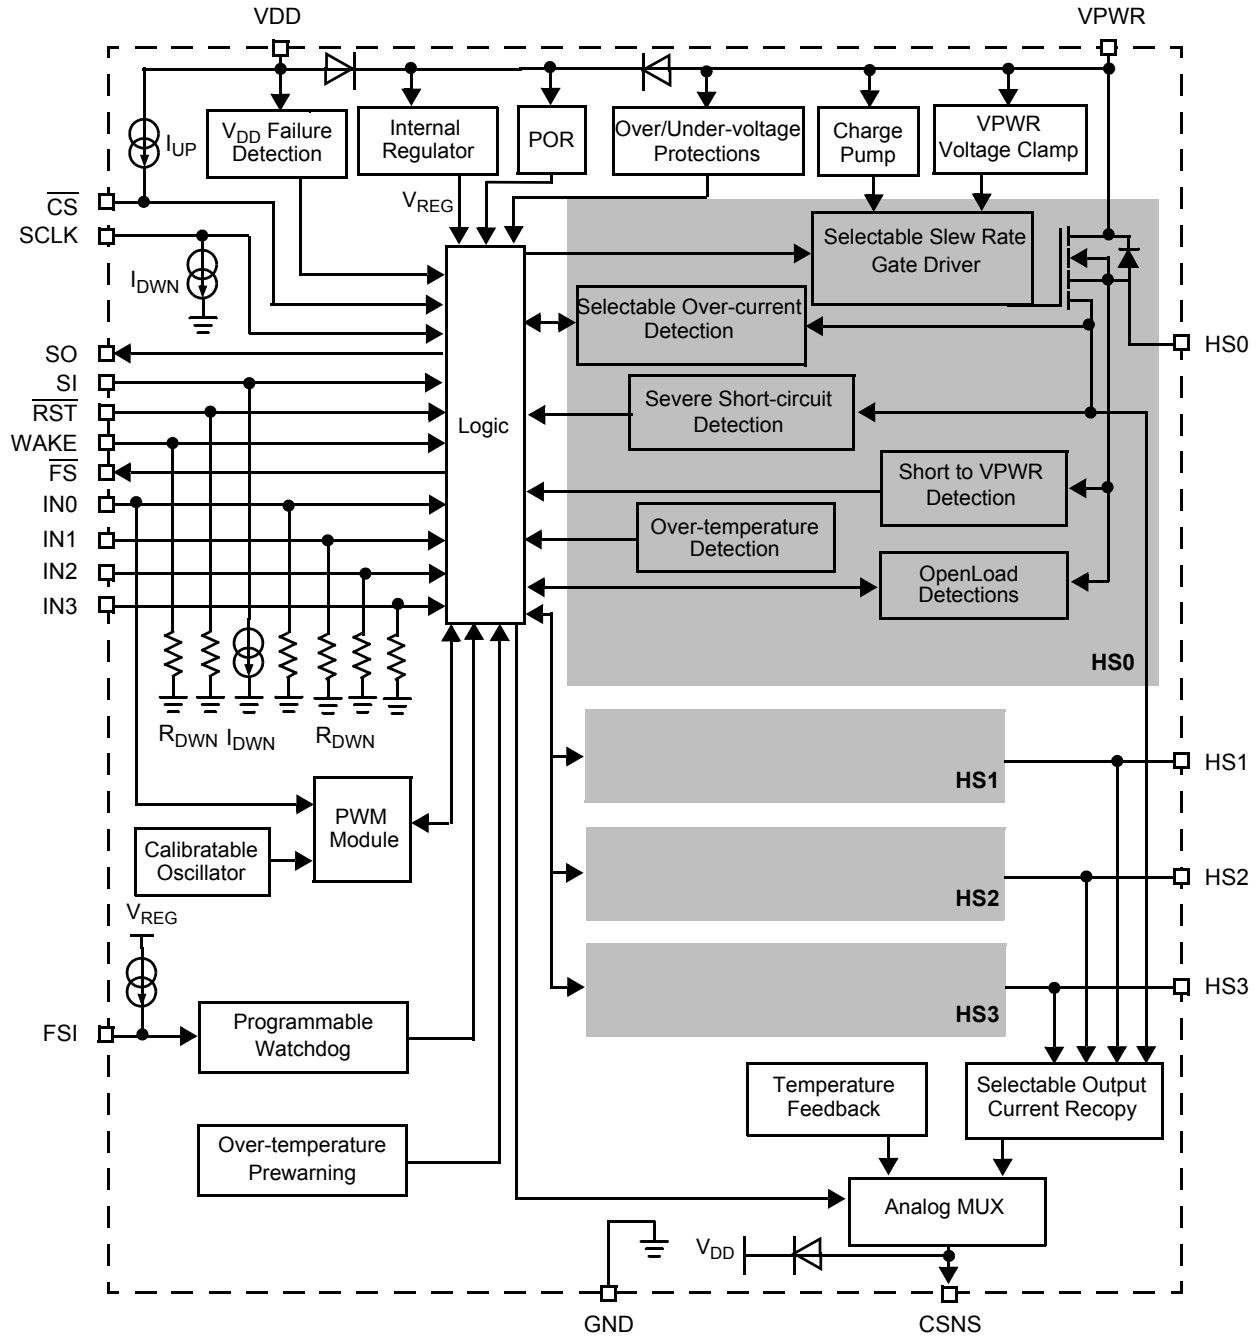 VDD
VPWR
VDD Failure
Detection
Internal
Regulator
POR
Over/Under-voltage
Protections
Charge
Pump
VPWR
Voltage Clamp
IUP
VREG
CS
SCLK
IDWN
SO
SI
RST
WAKE
FS
IN0
IN1
IN2
IN3
Logic
Selectable Slew Rate
Gate Driver
Selectable Over-current
Detection
Severe Short-circuit
Detection
Short to VPWR
Detection
Over-temperature
Detection
OpenLoad
Detections
HS0
HS0
RDWN
IDWN
RDWN
HS1
HS1
PWM
Module
Calibratable
Oscillator
HS2
HS2
VREG
HS3
HS3
FSI
Programmable
Watchdog
Temperature
Feedback
Selectable Output
Current Recopy
Over-temperature
Prewarning
Analog MUX
VDD
GND
CSNS